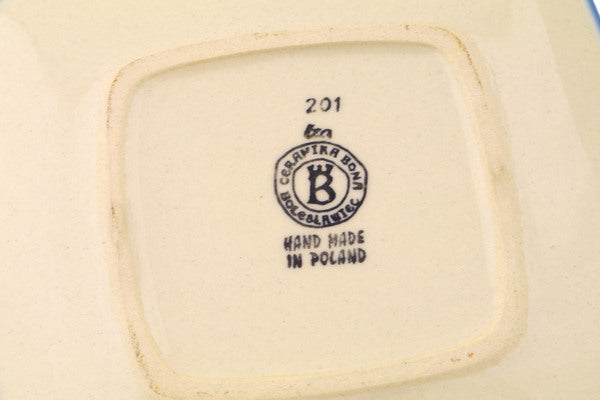 201
CERAMIKA BONA
B
BOLESŁAWIEC
HAND MADE
IN POLAND